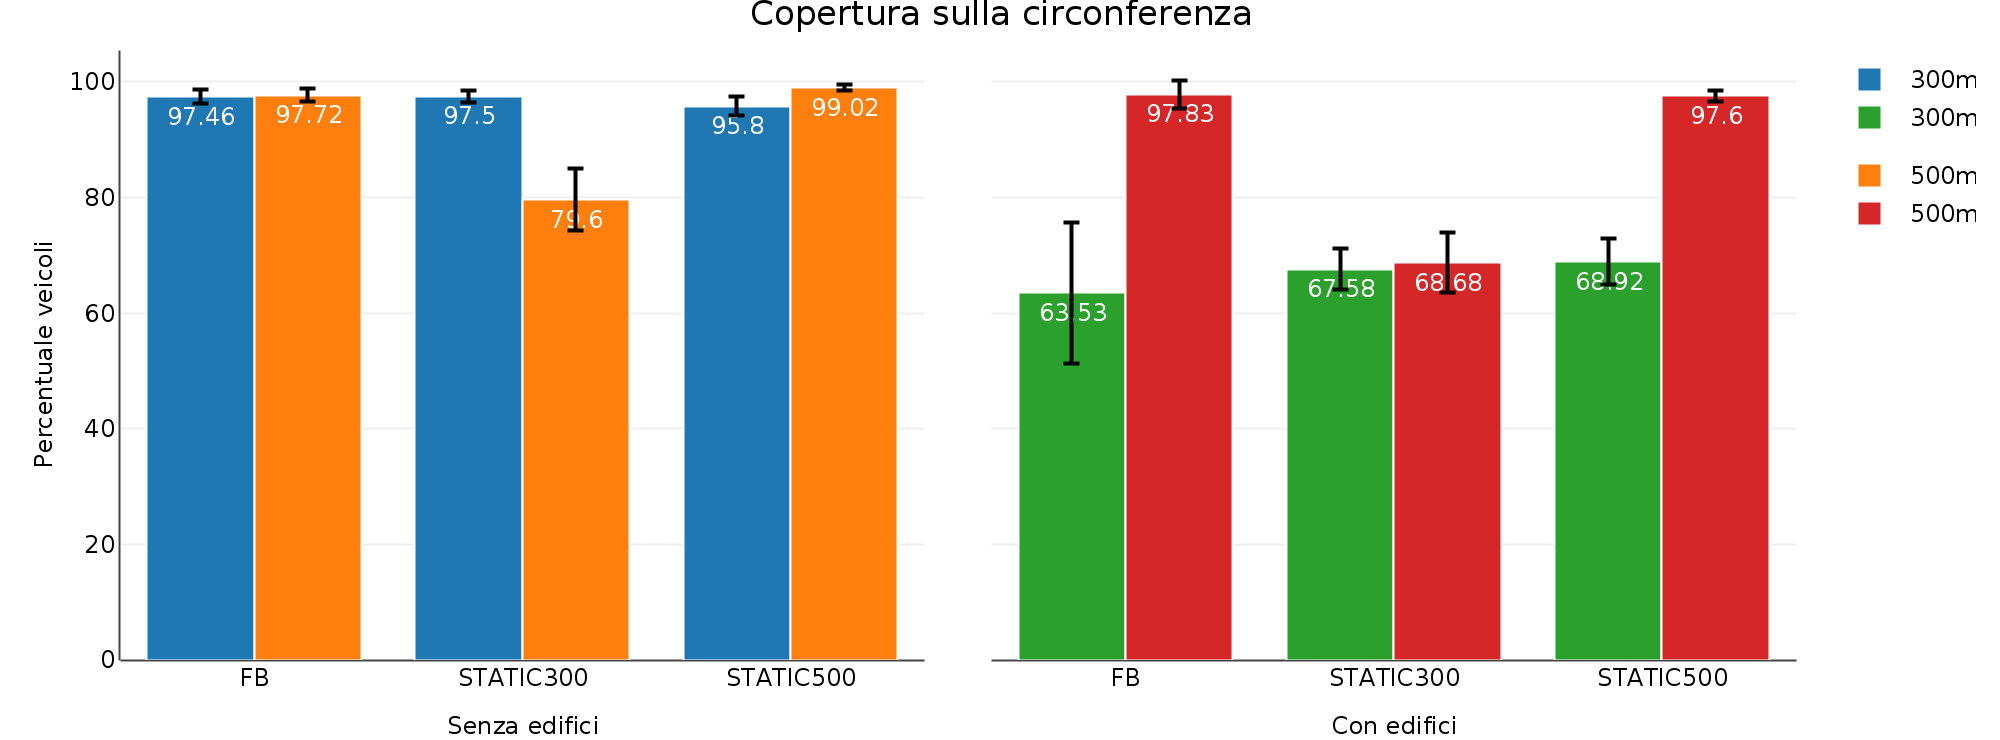 Copertura sulla circonferenza
Percentuale veicoli
100
80
60
40
20
0
97.46
97.72
97.5
79.6
95.8
99.02
FB
STATIC300
STATIC500
Senza edifici
63.53
97.83
67.58
68.68
68.92
97.6
FB
STATIC300
STATIC500
Con edifici
300m
300m
500m
500m